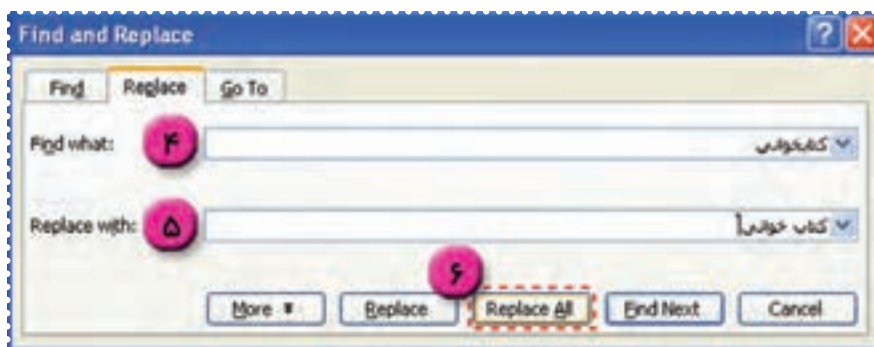 Find and Replace
Find Replace Go To
Find what: ۴ کتابخوانی
Replace with: ۵ کتاب خوانی
۶
More Replace Replace All Find Next Cancel